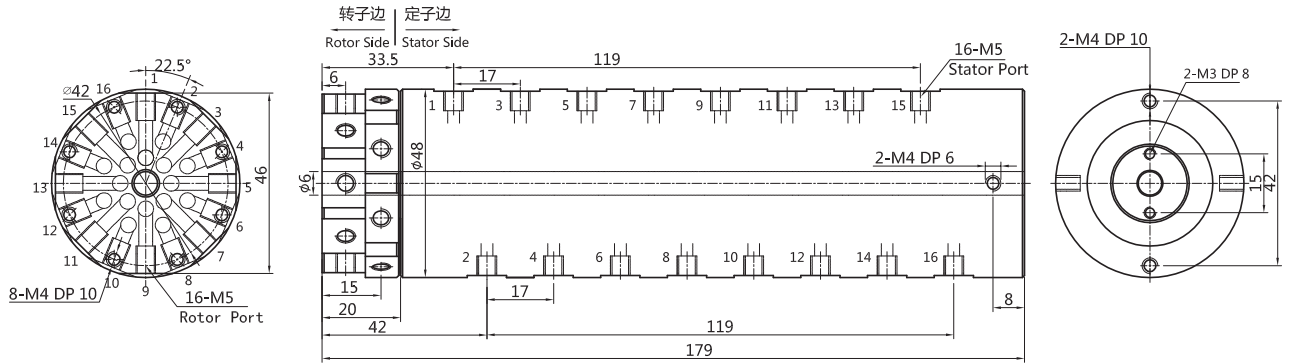 转子边 定子边
Rotor Side Stator Side
33.5
119
16-M5
Stator Port
6
17
1 3 5 7 9 11 13 15
22.5°
⌀42
1
2
3
4
5
6
7
8
9
10
11
12
13
14
15
16
46
8-M4 DP 10
16-M5
Rotor Port
ϕ6
ϕ48
2-M4 DP 6
2 4 6 8 10 12 14 16
15
17
8
20
42
119
179
2-M4 DP 10
2-M3 DP 8
15
42